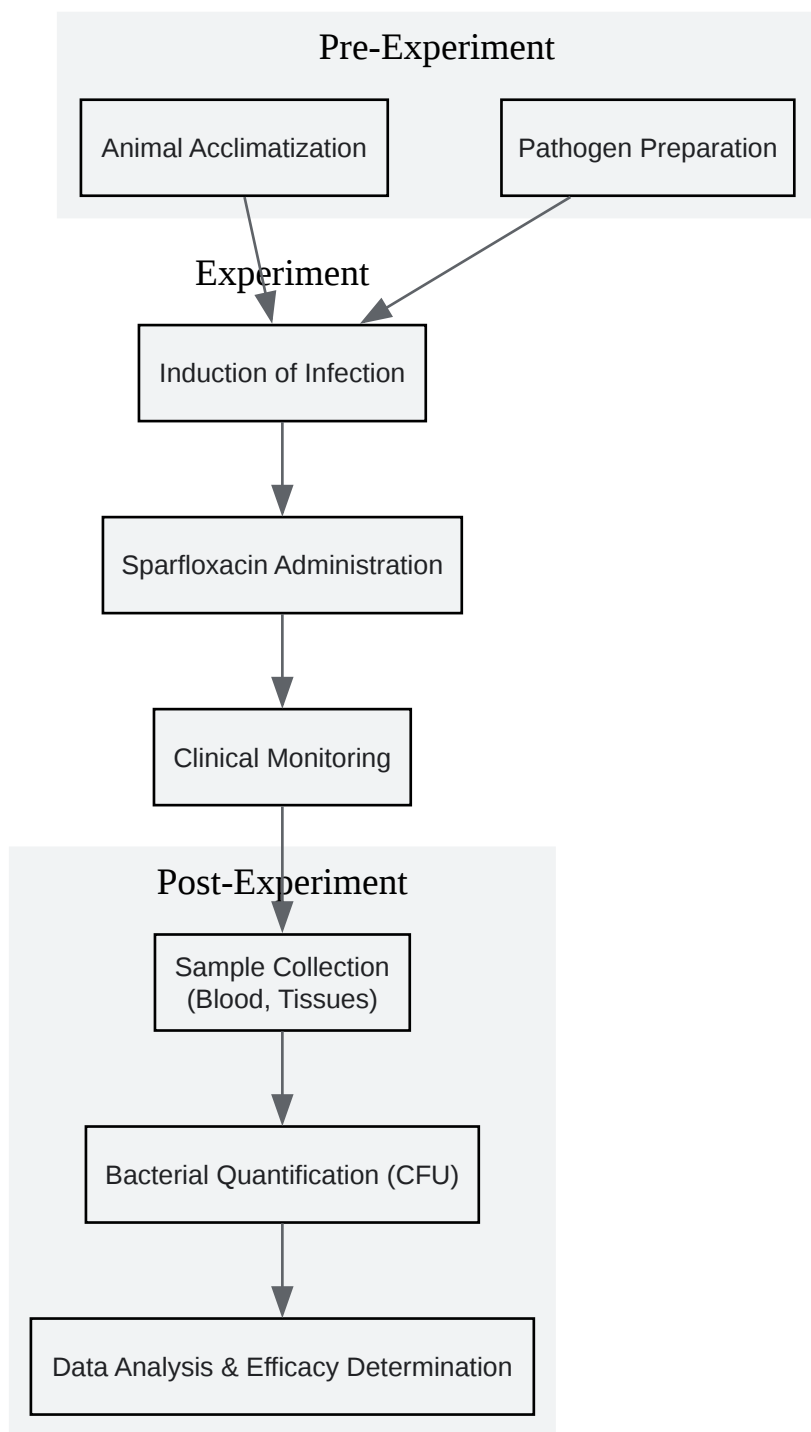 Pre-Experiment
Animal Acclimatization
Pathogen Preparation
Experiment
Induction of Infection
Sparfloxacin Administration
Clinical Monitoring
Post-Experiment
Sample Collection
(Blood, Tissues)
Bacterial Quantification (CFU)
Data Analysis & Efficacy Determination